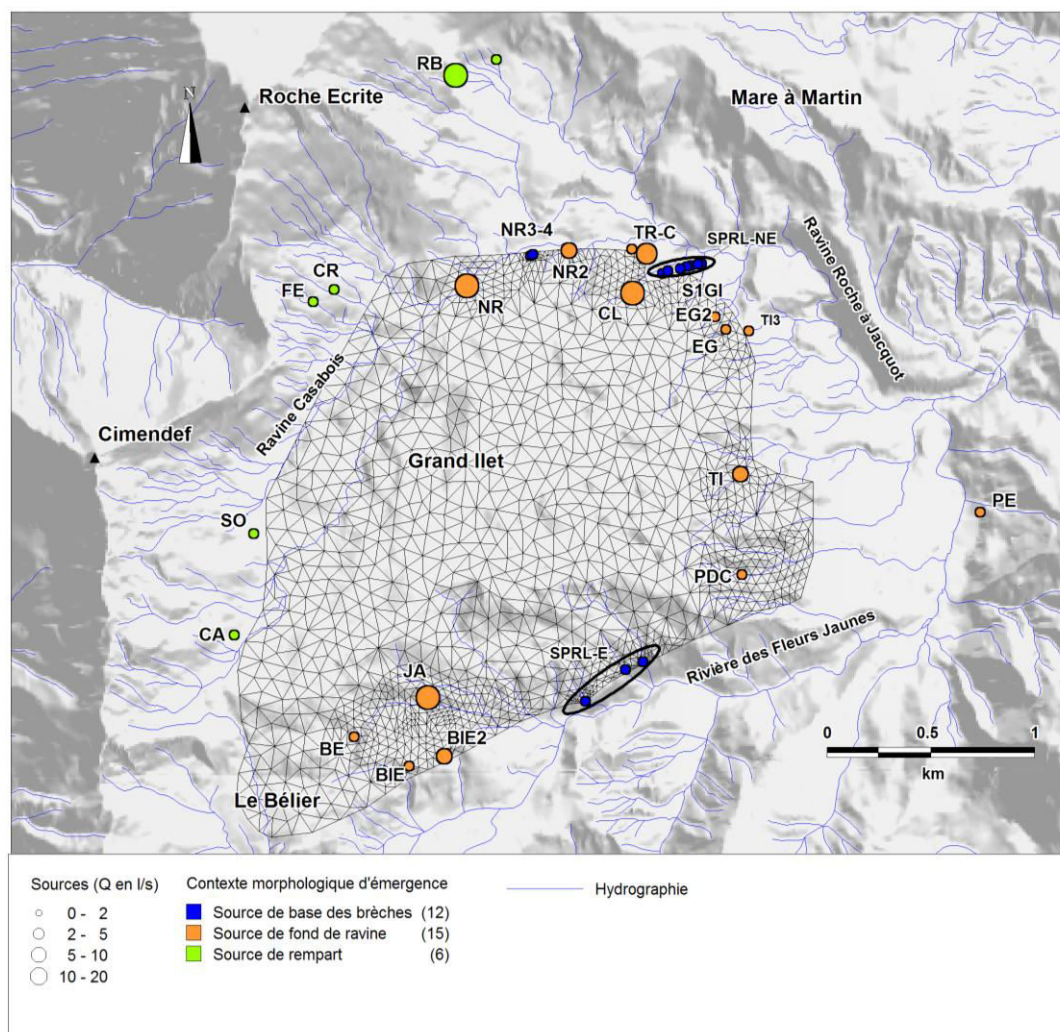 RB
Roche Ecrite
Mare à Martin
N
NR3-4
TR-C
SPRL-NE
NR2
CR
FE
NR
CL
S1GI
EG2
EG
TI3
Ravine Roche à Jacquot
Ravine Casabois
Cimendef
Grand Ilet
TI
PE
SO
PDC
CA
SPRL-E
Rivière des Fleurs Jaunes
JA
BE
BIE2
BIE
Le Bélier
0 0.5 1
km
Sources (Q en l/s)
0 - 2
2 - 5
5 - 10
10 - 20
Contexte morphologique d'émergence
Source de base des brèches (12)
Source de fond de ravine (15)
Source de rempart (6)
Hydrographie